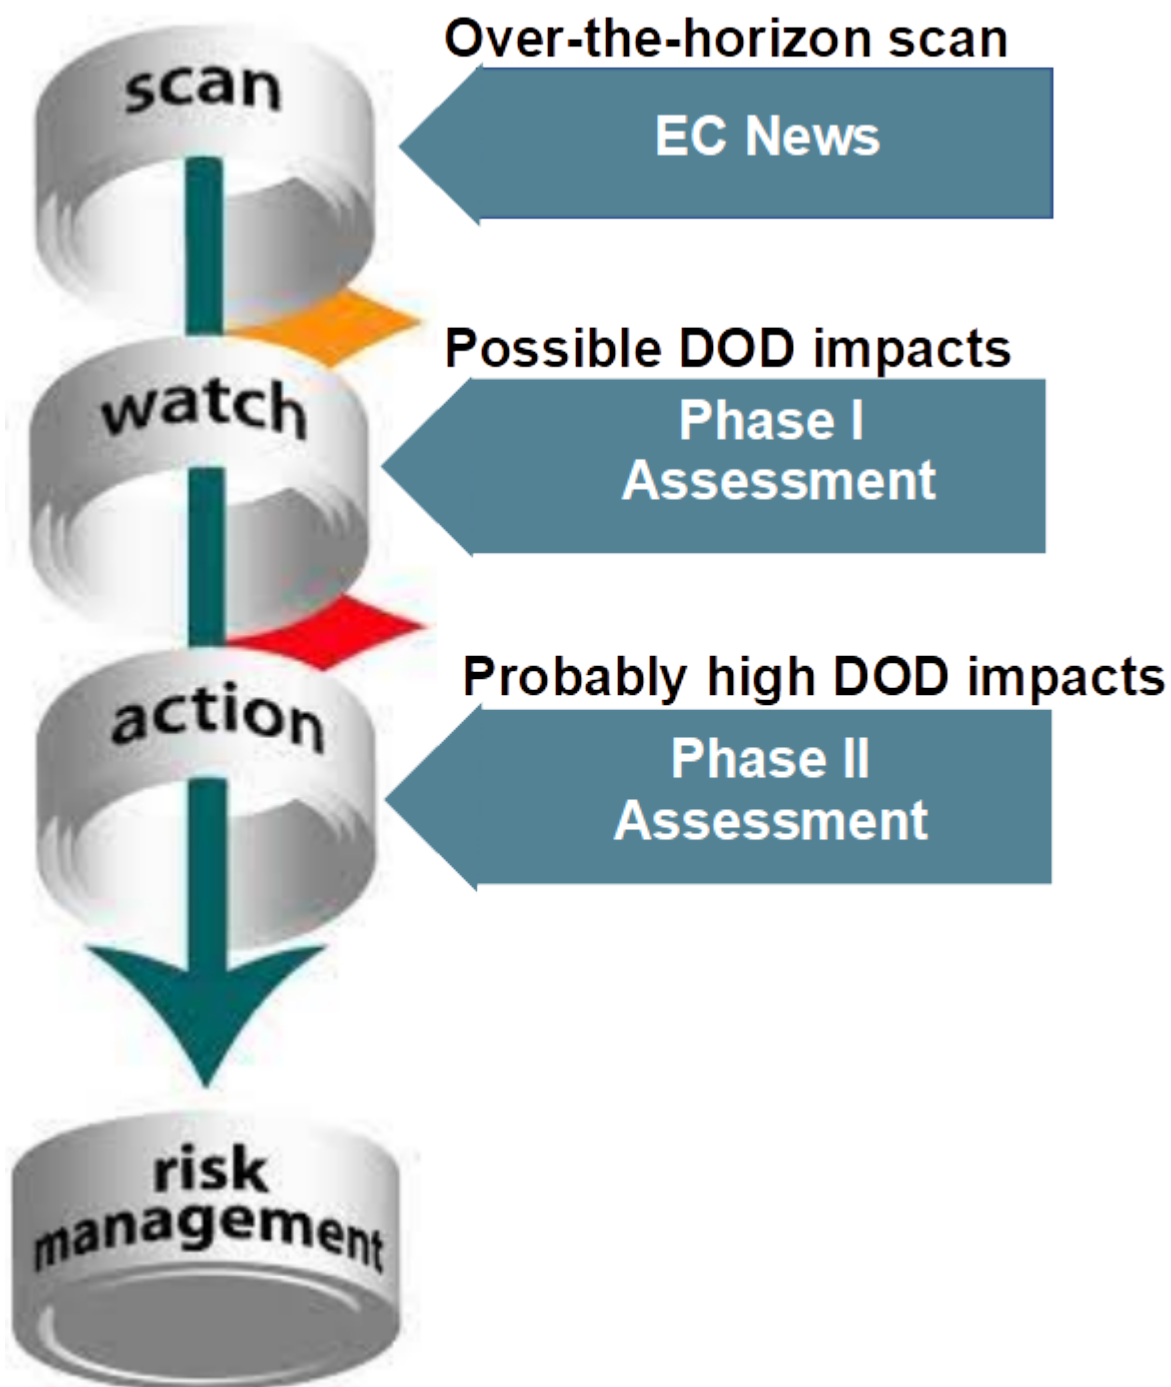 scan
Over-the-horizon scan
EC News
watch
Possible DOD impacts
Phase I
Assessment
action
Probably high DOD impacts
Phase II
Assessment
risk
management